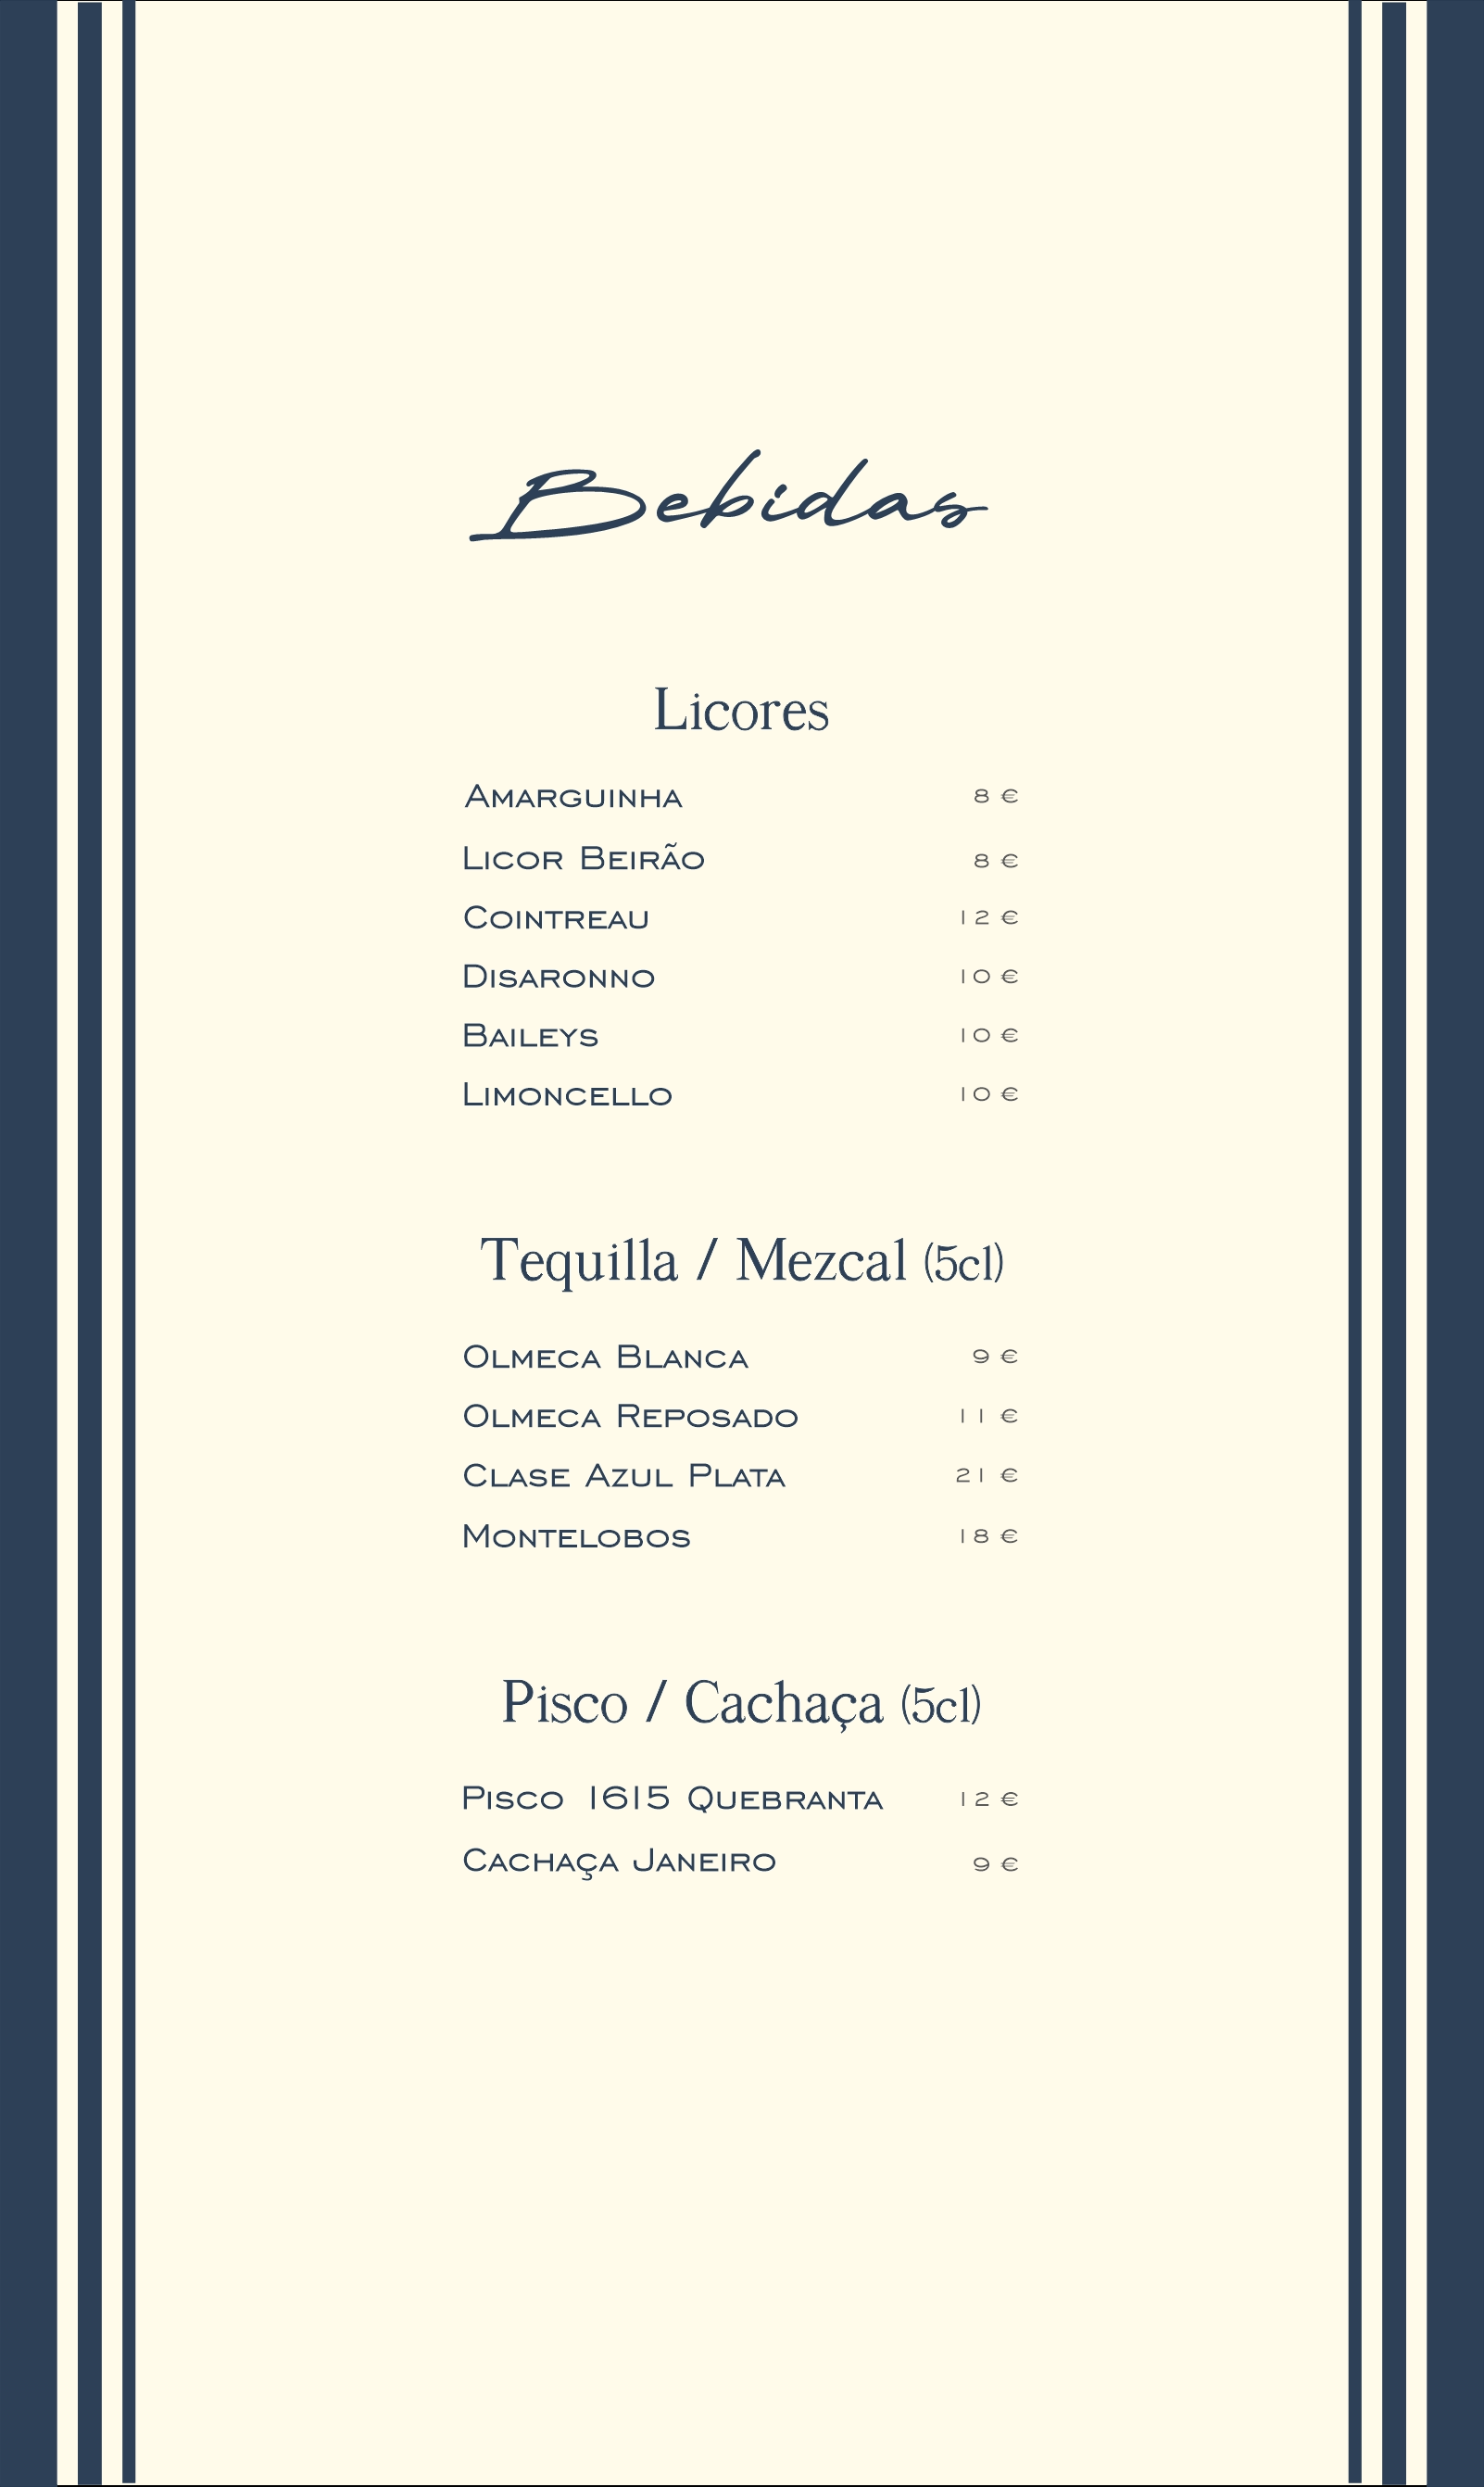 Bebidas
Licores
Amarguinha 8 €
Licor Beirão 8 €
Cointreau 12 €
Disaronno 10 €
Baileys 10 €
Limoncello 10 €
Tequilla / Mezcal (5cl)
Olmeca Blanca 9 €
Olmeca Reposado 11 €
Clase Azul Plata 21 €
Montelobos 18 €
Pisco / Cachaça (5cl)
Pisco 1615 Quebranta 12 €
Cachaça Janeiro 9 €